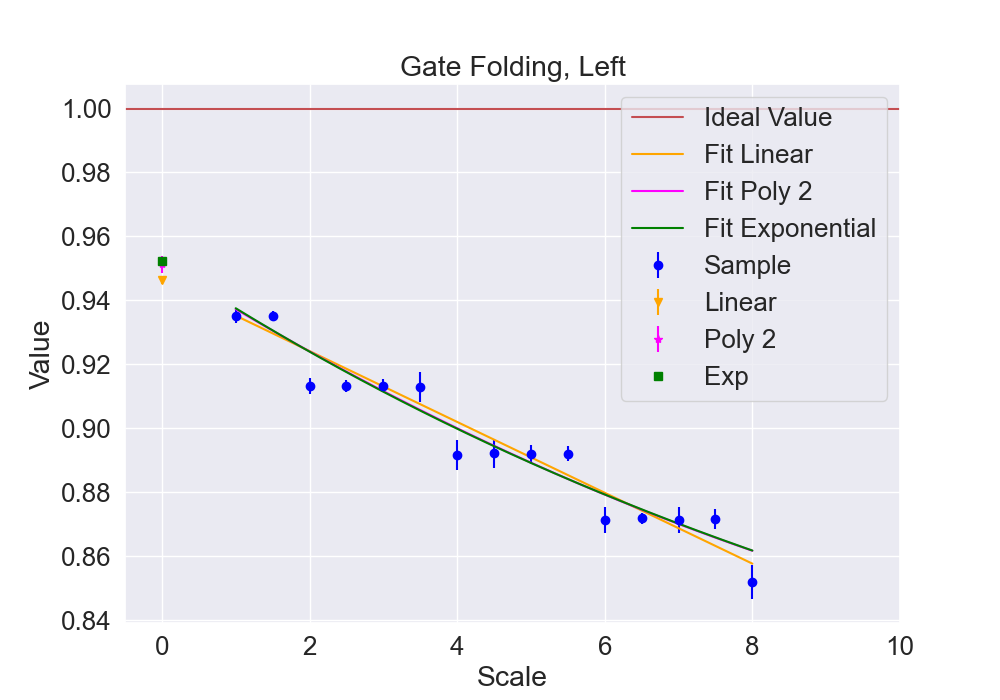 Gate Folding, Left
1.00
0.98
0.96
0.94
0.92
0.90
0.88
0.86
0.84
Value
Ideal Value
Fit Linear
Fit Poly 2
Fit Exponential
Sample
Linear
Poly 2
Exp
0 2 4 6 8 10
Scale